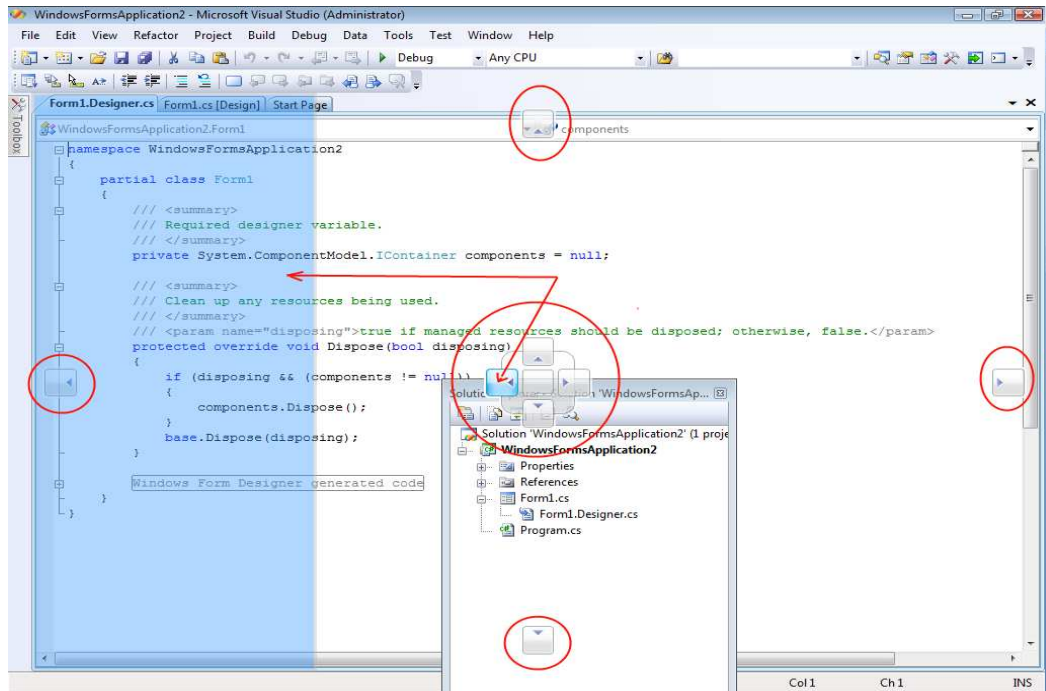 WindowsFormsApplication2 - Microsoft Visual Studio (Administrator)
File Edit View Refactor Project Build Debug Data Tools Test Window Help
Debug Any CPU
Toolbox
Form1.Designer.cs Form1.cs [Design] Start Page
WindowsFormsApplication2.Form1 components
namespace WindowsFormsApplication2
{
partial class Form1
{
/// <summary>
/// Required designer variable.
/// </summary>
private System.ComponentModel.IContainer components = null;
/// <summary>
/// Clean up any resources being used.
/// </summary>
/// <param name="disposing">true if managed resources should be disposed; otherwise, false.</param>
protected override void Dispose(bool disposing)
{
if (disposing && (components != null))
{
components.Dispose();
}
base.Dispose(disposing);
}
Windows Form Designer generated code
}
}
'WindowsFormsAp...
Solution 'WindowsFormsApplication2' (1 proje
WindowsFormsApplication2
Properties
References
Form1.cs
Form1.Designer.cs
Program.cs
Col 1 Ch 1 INS